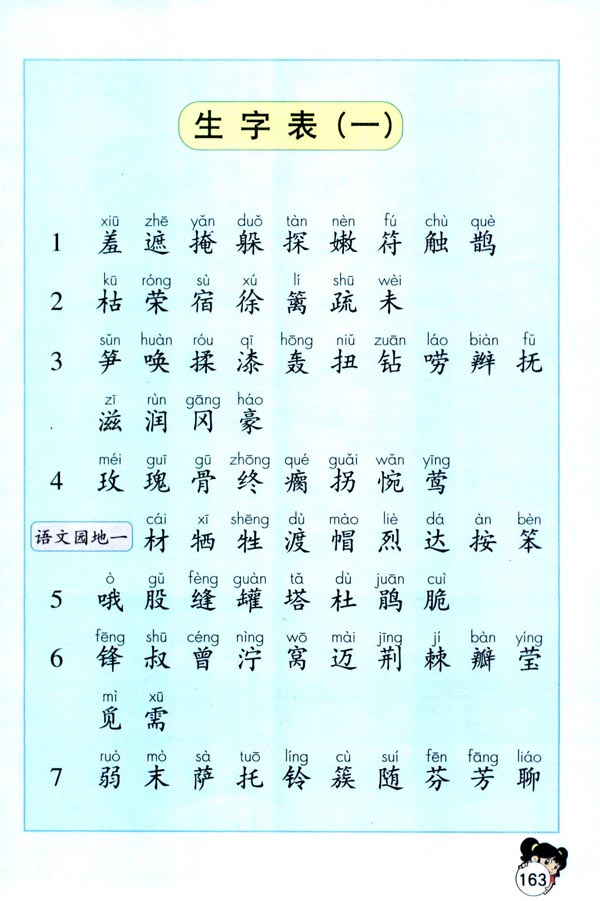 生字表(一)
xiū zhē yǎn duǒ tàn nèn fú chù què
1 羞 遮 掩 躲 探 嫩 符 触 鹊
kū róng sù xú lí shū wèi
2 枯 荣 宿 徐 篱 疏 未
sǔn huàn róu qī hōng niǔ zuān láo biàn fǔ
3 笋 唤 揉 漆 轰 扭 钻 唠 辫 抚
zī rùn gāng háo
滋 润 冈 豪
méi guī gū zhōng qué guǎi wǎn yīng
4 玫 瑰 骨 终 瘸 拐 惋 莺
cái xī shēng dù mào liè dá àn bèn
语文园地一 材 牺 牲 渡 帽 烈 达 按 笨
ò gǔ fèng guàn tǎ dù juān cuì
5 哦 股 缝 罐 塔 杜 鹃 脆
fēng shū céng nìng wō mài jīng jí bàn yíng
6 锋 叔 曾 泞 窝 迈 荆 棘 瓣 莹
mì xū
觅 需
ruò mò sà tuō líng cù suí fēn fāng liáo
7 弱 末 萨 托 铃 簇 随 芬 芳 聊
163